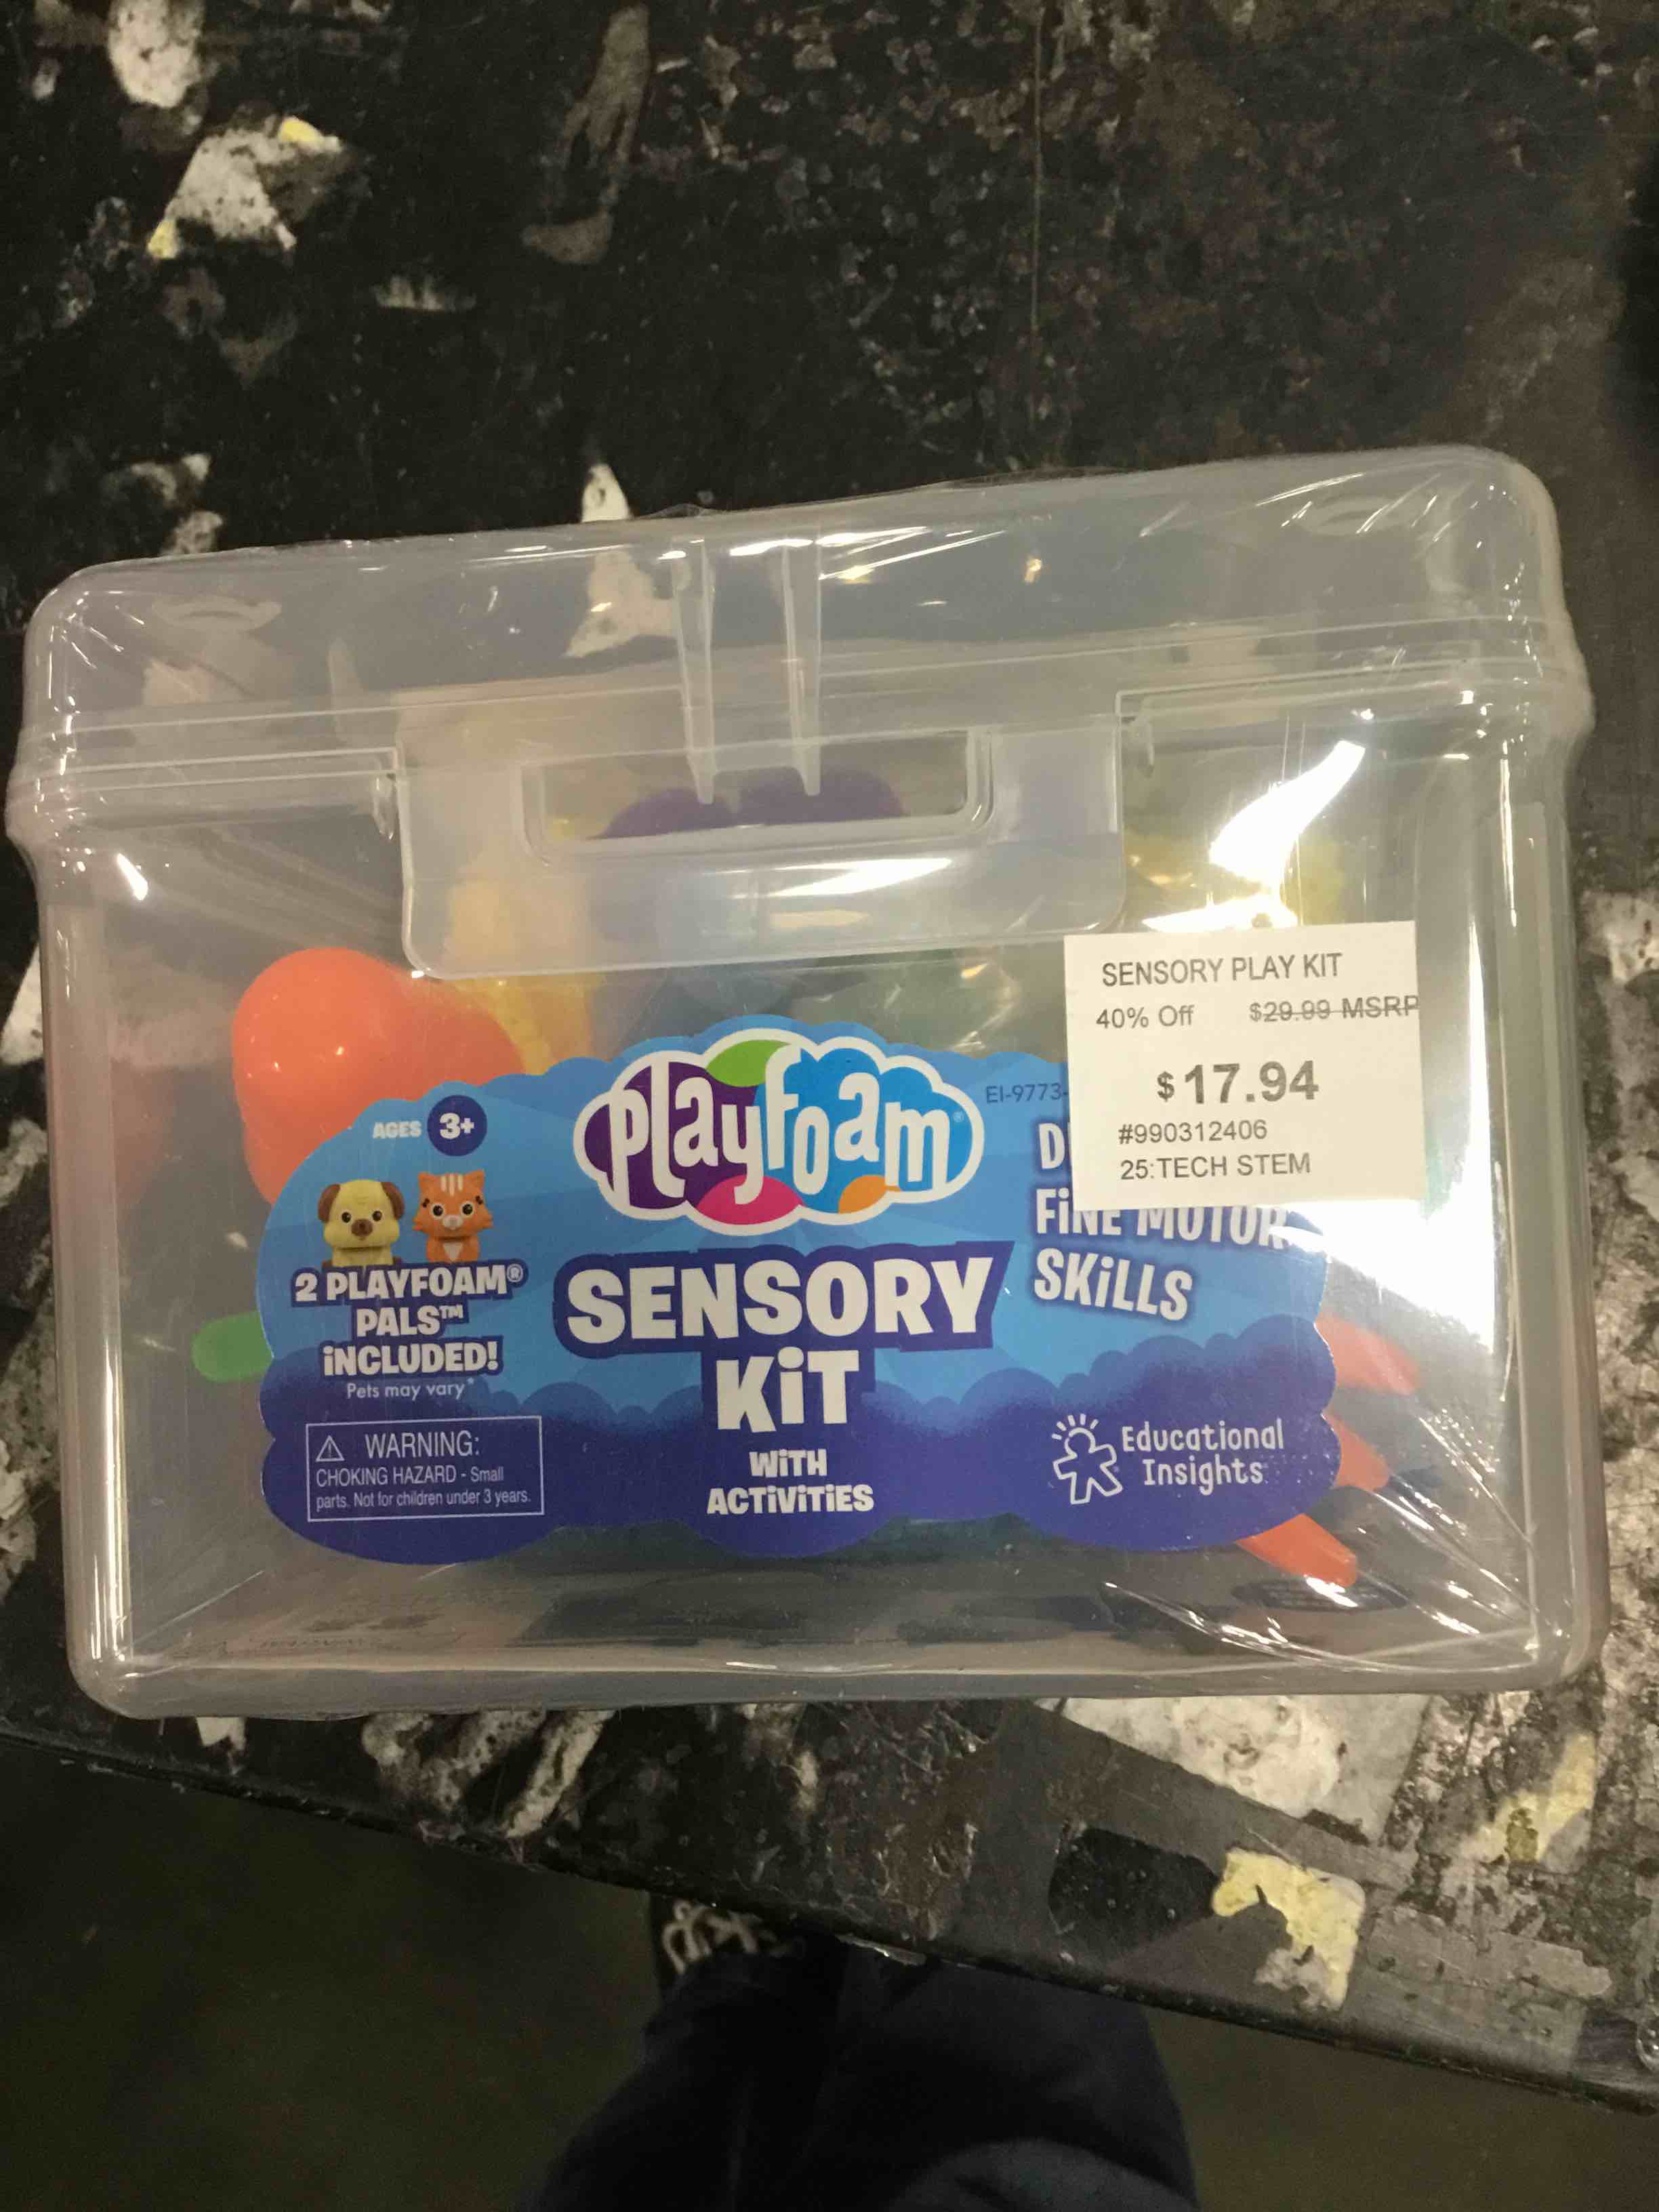 SENSORY PLAY KIT
40% Off $29.99 MSRP
$17.94
#990312406
25:TECH STEM
EI-9773-
AGES 3+
Playfoam®
2 PLAYFOAM®
PALS™
iNCLUDED!
Pets may vary*
SENSORY
KiT
WiTH
ACTiViTiES
FiNE MOTOR
SKiLLS
⚠ WARNING:
CHOKING HAZARD - Small
parts. Not for children under 3 years.
Educational
Insights